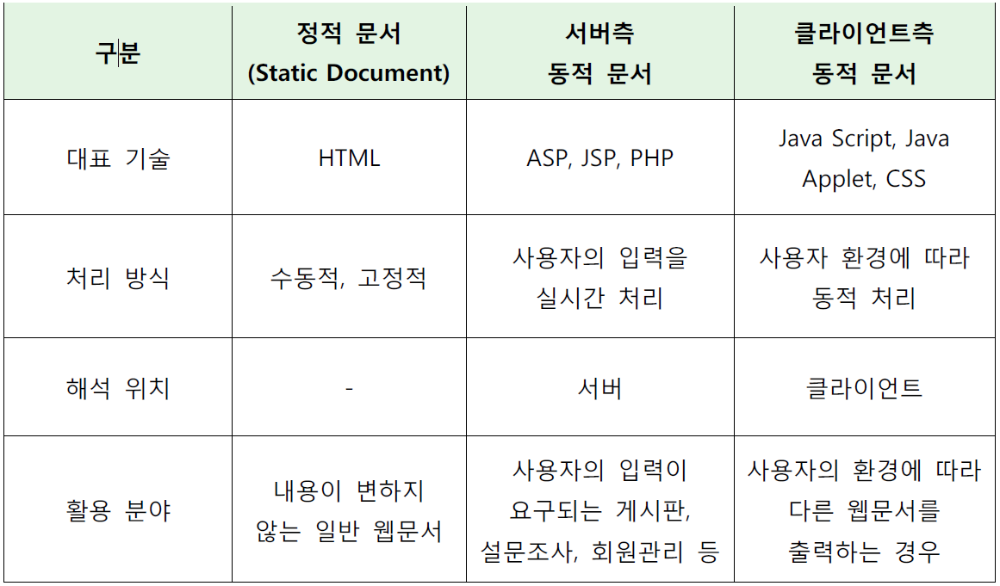 구분
정적 문서
(Static Document)
서버측
동적 문서
클라이언트측
동적 문서
대표 기술
HTML
ASP, JSP, PHP
Java Script, Java
Applet, CSS
처리 방식
수동적, 고정적
사용자의 입력을
실시간 처리
사용자 환경에 따라
동적 처리
해석 위치
-
서버
클라이언트
활용 분야
내용이 변하지
않는 일반 웹문서
사용자의 입력이
요구되는 게시판,
설문조사, 회원관리 등
사용자의 환경에 따라
다른 웹문서를
출력하는 경우